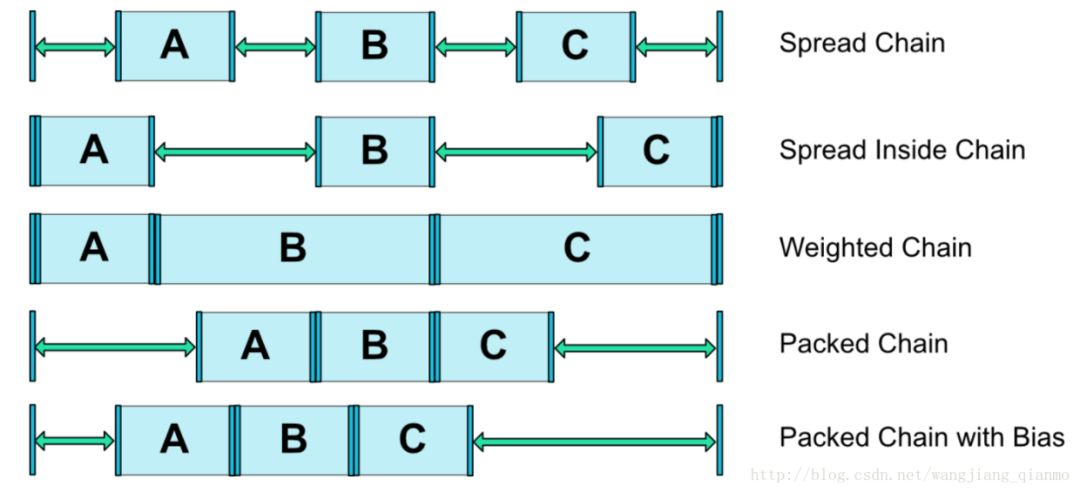 A B C Spread Chain
A B C Spread Inside Chain
A B C Weighted Chain
A B C Packed Chain
A B C Packed Chain with Bias
http://blog.csdn.net/wangjiang_qianmo